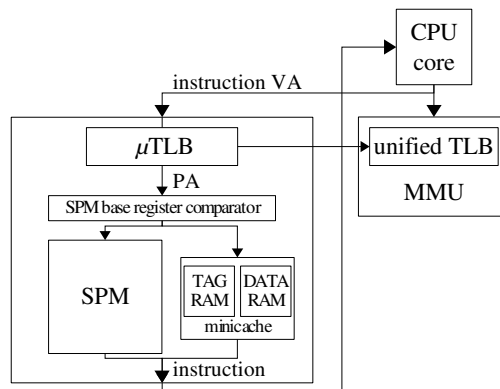 CPU
core
instruction VA
μTLB
unified TLB
PA
MMU
SPM base register comparator
SPM
TAG
RAM
DATA
RAM
minicache
instruction